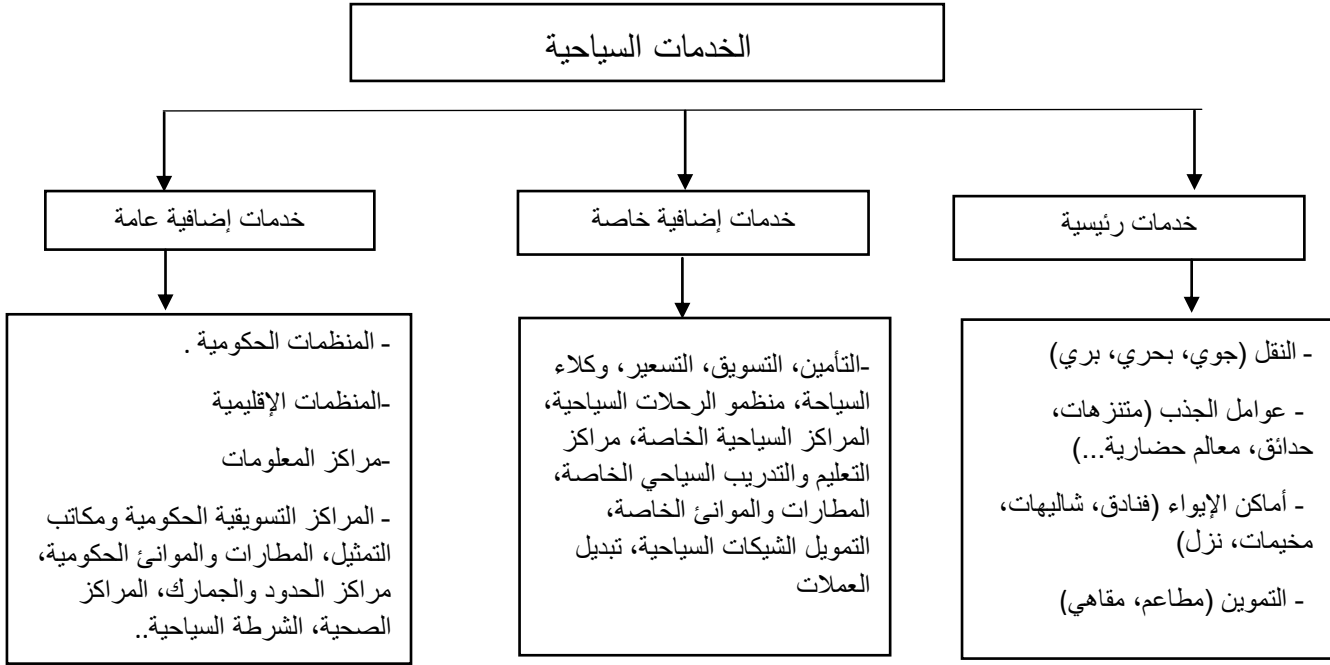 الخدمات السياحية
خدمات رئيسية
خدمات إضافية خاصة
خدمات إضافية عامة
- النقل (جوي، بحري، بري)
- عوامل الجذب (متنزهات،
حدائق، معالم حضارية...)
- أماكن الإيواء (فنادق، شاليهات،
مخيمات، نزل)
- التموين (مطاعم، مقاهي)
-التأمين، التسويق، التسعير، وكلاء
السياحة، منظمو الرحلات السياحية،
المراكز السياحية الخاصة، مراكز
التعليم والتدريب السياحي الخاصة،
المطارات والموانئ الخاصة،
التمويل الشيكات السياحية، تبديل
العملات
- المنظمات الحكومية .
-المنظمات الإقليمية
-مراكز المعلومات
- المراكز التسويقية الحكومية ومكاتب
التمثيل، المطارات والموانئ الحكومية،
مراكز الحدود والجمارك، المراكز
الصحية، الشرطة السياحية..